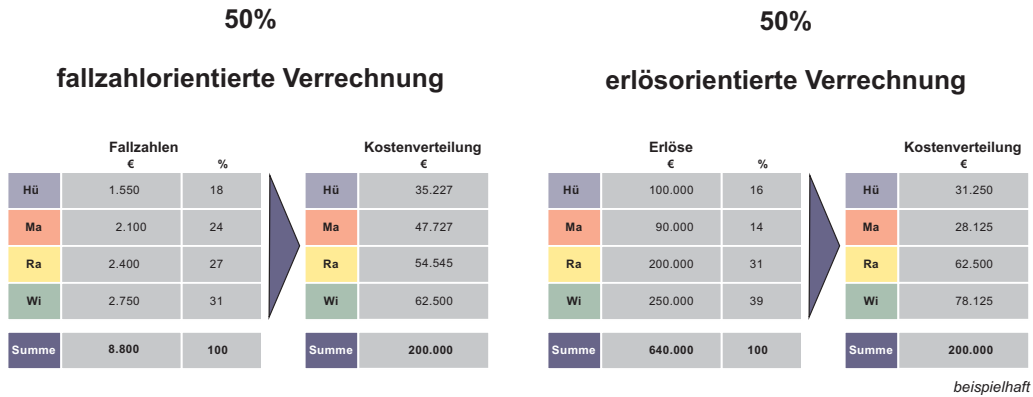 50%
fallzahlorientierte Verrechnung
Fallzahlen Kostenverteilung
€ % €
Hü 1.550 18 Hü 35.227
Ma 2.100 24 Ma 47.727
Ra 2.400 27 Ra 54.545
Wi 2.750 31 Wi 62.500
Summe 8.800 100 Summe 200.000
50%
erlösorientierte Verrechnung
Erlöse Kostenverteilung
€ % €
Hü 100.000 16 Hü 31.250
Ma 90.000 14 Ma 28.125
Ra 200.000 31 Ra 62.500
Wi 250.000 39 Wi 78.125
Summe 640.000 100 Summe 200.000
beispielhaft